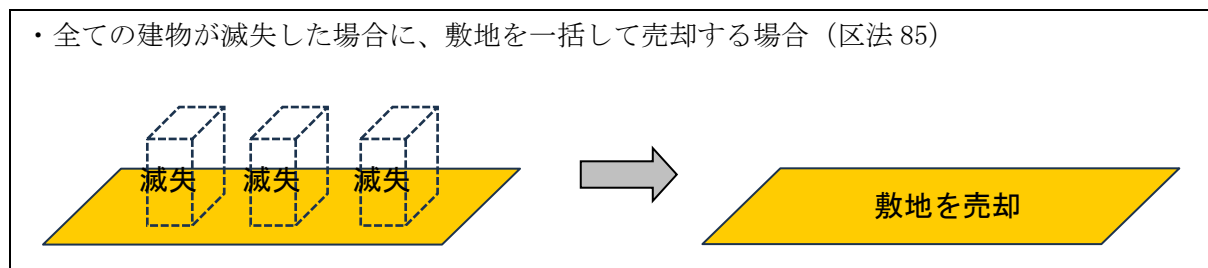 ・全ての建物が滅失した場合に、敷地を一括して売却する場合（区法 85）
滅失 滅失 滅失
敷地を売却